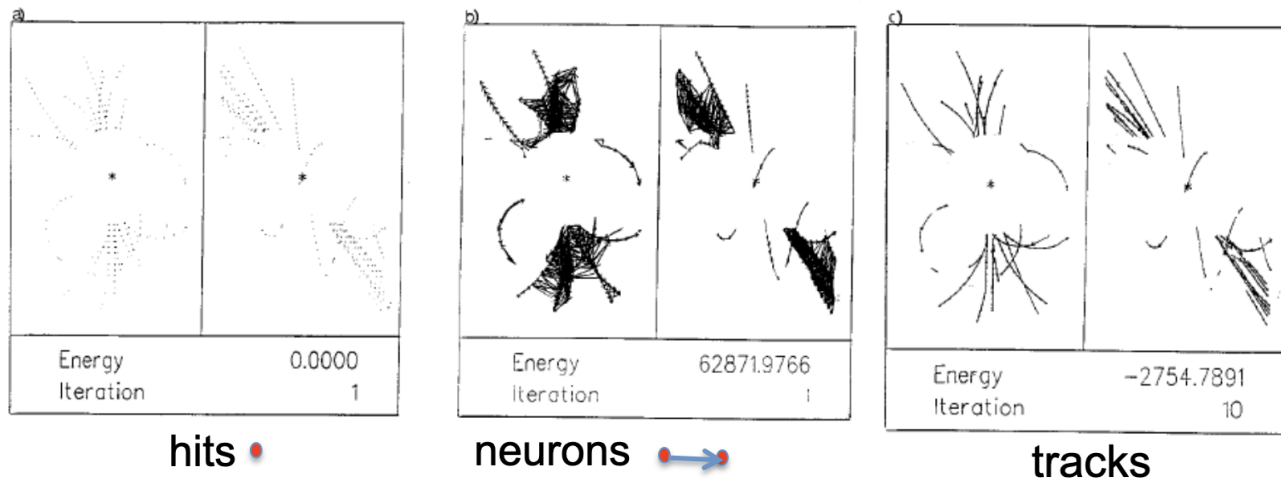 a)
Energy 0.0000
Iteration 1
hits
b)
Energy 62871.9766
Iteration 1
neurons
c)
Energy -2754.7891
Iteration 10
tracks